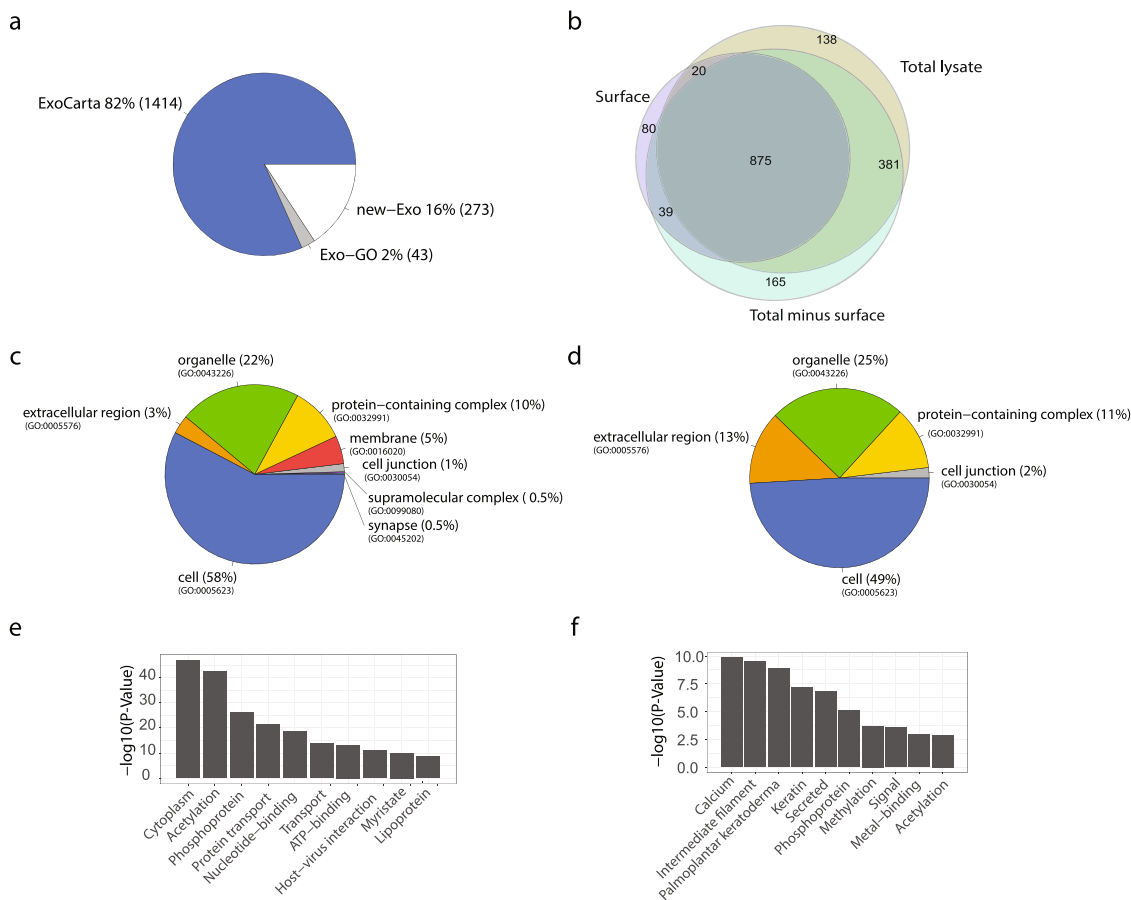 a
ExoCarta 82% (1414)
new−Exo 16% (273)
Exo−GO 2% (43)
b
138
Total lysate
20
Surface
80
875
381
39
165
Total minus surface
c
organelle (22%)
(GO:0043226)
extracellular region (3%)
(GO:0005576)
protein−containing complex (10%)
(GO:0032991)
membrane (5%)
(GO:0016020)
cell junction (1%)
(GO:0030054)
supramolecular complex ( 0.5%)
(GO:0099080)
synapse (0.5%)
(GO:0045202)
cell (58%)
(GO:0005623)
d
organelle (25%)
(GO:0043226)
protein−containing complex (11%)
(GO:0032991)
extracellular region (13%)
(GO:0005576)
cell junction (2%)
(GO:0030054)
cell (49%)
(GO:0005623)
e
−log10(P-Value)
40
30
20
10
0
Cytoplasm
Acetylation
Phosphoprotein
Protein transport
Nucleotide−binding
Transport
ATP−binding
Host−virus interaction
Myristate
Lipoprotein
f
−log10(P-Value)
10.0
7.5
5.0
2.5
0.0
Calcium
Intermediate filament
Palmoplantar keratoderma
Keratin
Secreted
Phosphoprotein
Methylation
Signal
Metal−binding
Acetylation